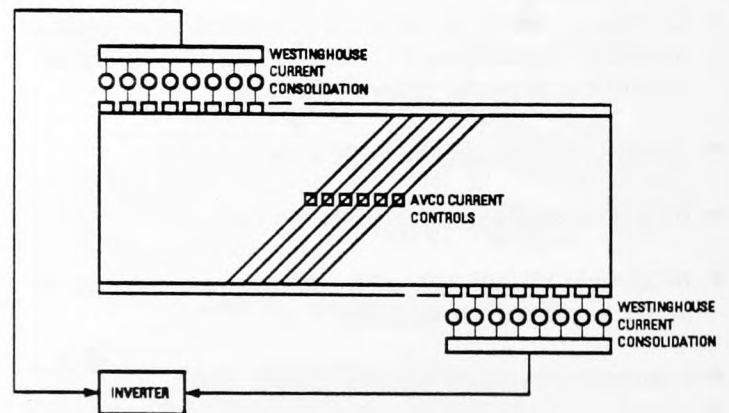 WESTINGHOUSE
CURRENT
CONSOLIDATION
AVCO CURRENT
CONTROLS
WESTINGHOUSE
CURRENT
CONSOLIDATION
INVERTER